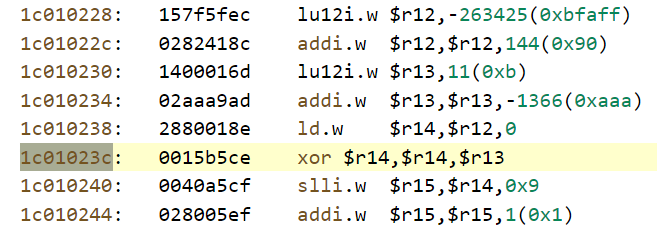 1c010228: 157f5fec lu12i.w $r12,-263425(0xbfaff)
1c01022c: 0282418c addi.w $r12,$r12,144(0x90)
1c010230: 1400016d lu12i.w $r13,11(0xb)
1c010234: 02aaa9ad addi.w $r13,$r13,-1366(0xaaa)
1c010238: 2880018e ld.w $r14,$r12,0
1c01023c: 0015b5ce xor $r14,$r14,$r13
1c010240: 0040a5cf slli.w $r15,$r14,0x9
1c010244: 028005ef addi.w $r15,$r15,1(0x1)